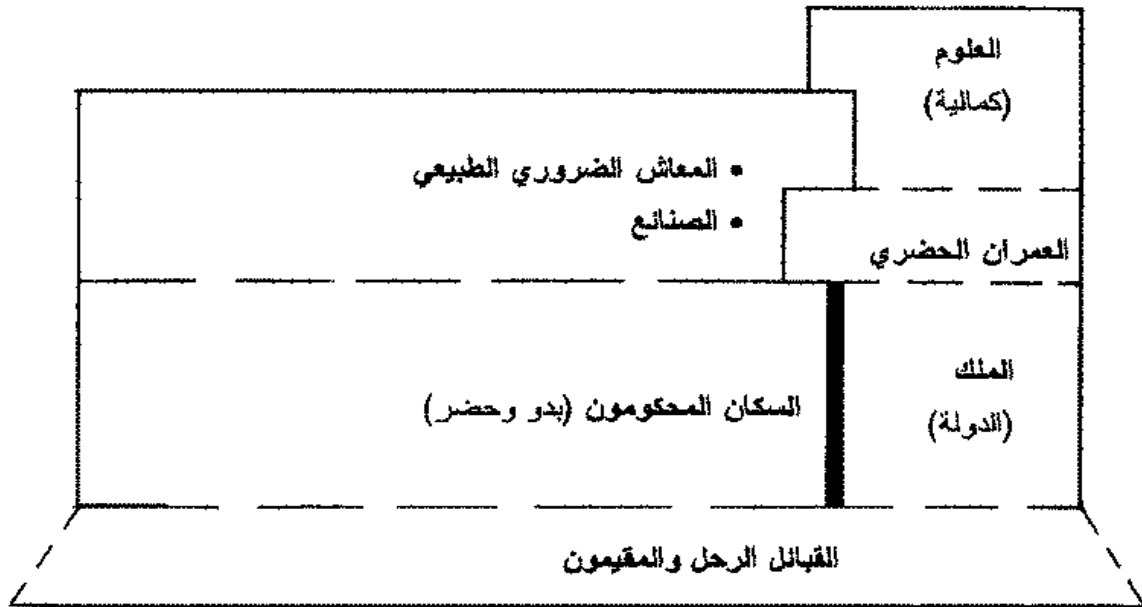 العلوم
(كمالية)
• المعاش الضروري الطبيعي
• الصنائع
العمران الحضري
الملك
(الدولة)
السكان المحكومون (بدو وحضر)
القبائل الرحل والمقيمون